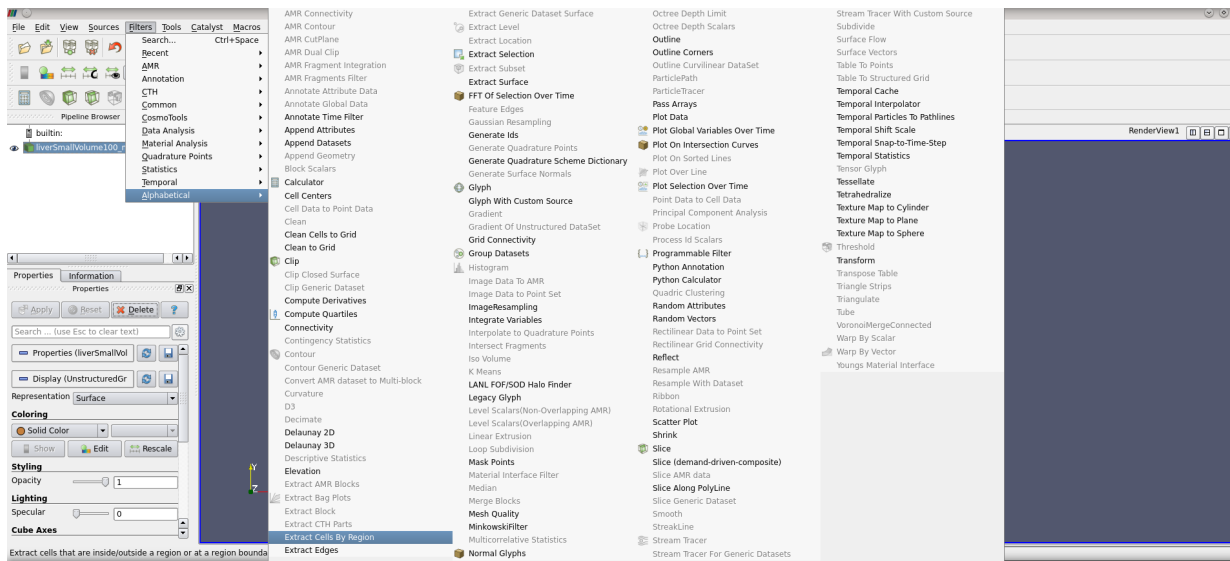 File Edit View Sources Filters Tools Catalyst Macros
Search... Ctrl+Space
Recent
AMR
Annotation
CTH
Common
CosmoTools
Data Analysis
Material Analysis
Quadrature Points
Statistics
Temporal
Alphabetical
Pipeline Browser
builtin:
liverSmallVolume100_r
Properties Information
Properties
Apply Reset Delete ?
Search ... (use Esc to clear text)
Properties (liverSmallVol
Display (UnstructuredGr
Representation Surface
Coloring
Solid Color
Show Edit Rescale
Styling
Opacity 1
Lighting
Specular 0
Cube Axes
Extract cells that are inside/outside a region or at a region bounda
AMR Connectivity
AMR Contour
AMR CutPlane
AMR Dual Clip
AMR Fragment Integration
AMR Fragments Filter
Annotate Attribute Data
Annotate Global Data
Annotate Time Filter
Append Attributes
Append Datasets
Append Geometry
Block Scalars
Calculator
Cell Centers
Cell Data to Point Data
Clean
Clean Cells to Grid
Clean to Grid
Clip
Clip Closed Surface
Clip Generic Dataset
Compute Derivatives
Compute Quartiles
Connectivity
Contingency Statistics
Contour
Contour Generic Dataset
Convert AMR dataset to Multi-block
Curvature
D3
Decimate
Delaunay 2D
Delaunay 3D
Descriptive Statistics
Elevation
Extract AMR Blocks
Extract Bag Plots
Extract Block
Extract CTH Parts
Extract Cells By Region
Extract Edges
Extract Generic Dataset Surface
Extract Level
Extract Location
Extract Selection
Extract Subset
Extract Surface
FFT Of Selection Over Time
Feature Edges
Gaussian Resampling
Generate Ids
Generate Quadrature Points
Generate Quadrature Scheme Dictionary
Generate Surface Normals
Glyph
Glyph With Custom Source
Gradient
Gradient Of Unstructured DataSet
Grid Connectivity
Group Datasets
Histogram
Image Data To AMR
Image Data to Point Set
ImageResampling
Integrate Variables
Interpolate to Quadrature Points
Intersect Fragments
Iso Volume
K Means
LANL FOF/SOD Halo Finder
Legacy Glyph
Level Scalars(Non-Overlapping AMR)
Level Scalars(Overlapping AMR)
Linear Extrusion
Loop Subdivision
Mask Points
Material Interface Filter
Median
Merge Blocks
Mesh Quality
MinkowskiFilter
Multicorrelative Statistics
Normal Glyphs
Octree Depth Limit
Octree Depth Scalars
Outline
Outline Corners
Outline Curvilinear DataSet
ParticlePath
ParticleTracer
Pass Arrays
Plot Data
Plot Global Variables Over Time
Plot On Intersection Curves
Plot On Sorted Lines
Plot Over Line
Plot Selection Over Time
Point Data to Cell Data
Principal Component Analysis
Probe Location
Process Id Scalars
Programmable Filter
Python Annotation
Python Calculator
Quadric Clustering
Random Attributes
Random Vectors
Rectilinear Data to Point Set
Rectilinear Grid Connectivity
Reflect
Resample AMR
Resample With Dataset
Ribbon
Rotational Extrusion
Scatter Plot
Shrink
Slice
Slice (demand-driven-composite)
Slice AMR data
Slice Along PolyLine
Slice Generic Dataset
Smooth
StreakLine
Stream Tracer
Stream Tracer For Generic Datasets
Stream Tracer With Custom Source
Subdivide
Surface Flow
Surface Vectors
Table To Points
Table To Structured Grid
Temporal Cache
Temporal Interpolator
Temporal Particles To Pathlines
Temporal Shift Scale
Temporal Snap-to-Time-Step
Temporal Statistics
Tensor Glyph
Tessellate
Tetrahedralize
Texture Map to Cylinder
Texture Map to Plane
Texture Map to Sphere
Threshold
Transform
Transpose Table
Triangle Strips
Triangulate
Tube
VoronoiMergeConnected
Warp By Scalar
Warp By Vector
Youngs Material Interface
RenderView1
Y
Z